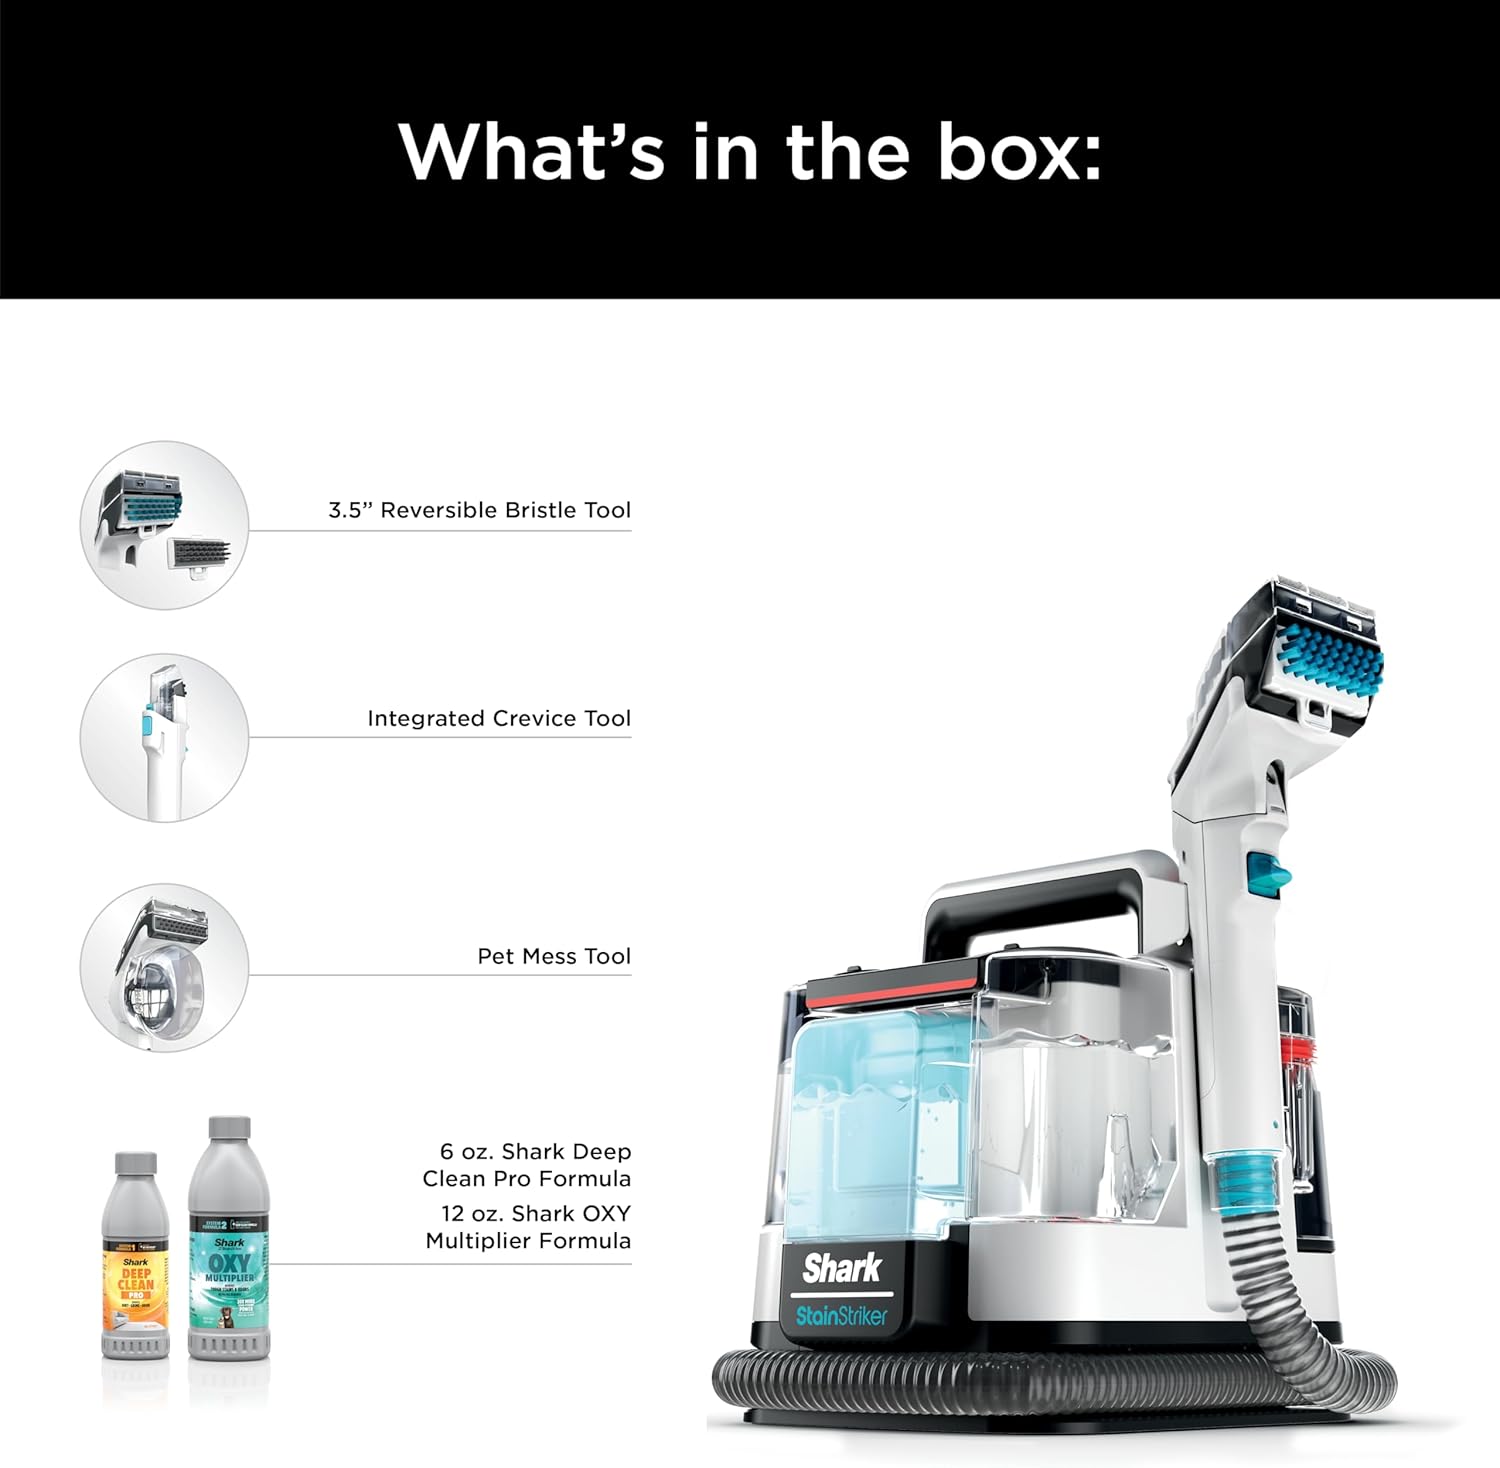 What's in the box:
3.5” Reversible Bristle Tool
Integrated Crevice Tool
Pet Mess Tool
6 oz. Shark Deep
Clean Pro Formula
12 oz. Shark OXY
Multiplier Formula
Shark
DEEP
CLEAN
PRO
Shark
OXY
MULTIPLIER
Shark
StainStriker